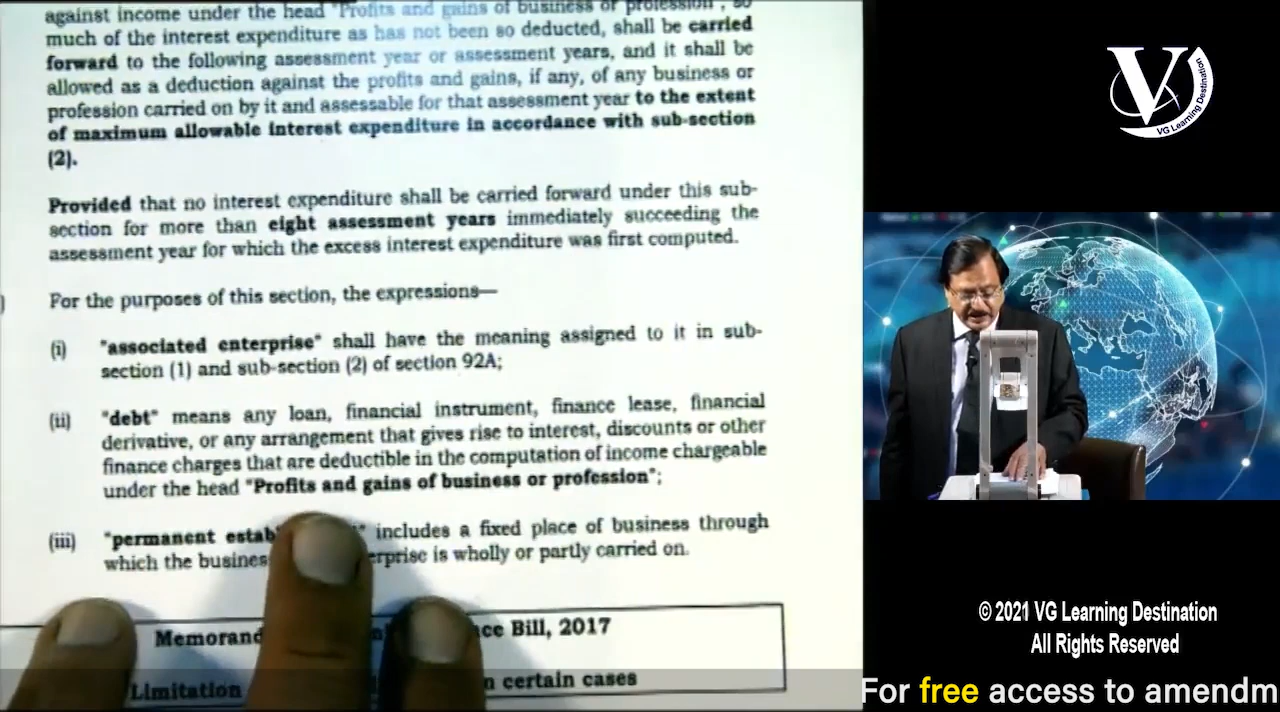 against income under the head "Profits and gains of business or profession", so
much of the interest expenditure as has not been so deducted, shall be carried
forward to the following assessment year or assessment years, and it shall be
allowed as a deduction against the profits and gains, if any, of any business or
profession carried on by it and assessable for that assessment year to the extent
of maximum allowable interest expenditure in accordance with sub-section
(2).
Provided that no interest expenditure shall be carried forward under this sub-
section for more than eight assessment years immediately succeeding the
assessment year for which the excess interest expenditure was first computed.
) For the purposes of this section, the expressions—
(i) "associated enterprise" shall have the meaning assigned to it in sub-
section (1) and sub-section (2) of section 92A;
(ii) "debt" means any loan, financial instrument, finance lease, financial
derivative, or any arrangement that gives rise to interest, discounts or other
finance charges that are deductible in the computation of income chargeable
under the head "Profits and gains of business or profession";
(iii) "permanent estab " includes a fixed place of business through
which the busines erprise is wholly or partly carried on.
Memorand nce Bill, 2017
Limitation n certain cases
V
VG Learning Destination
© 2021 VG Learning Destination
All Rights Reserved
For free access to amendm